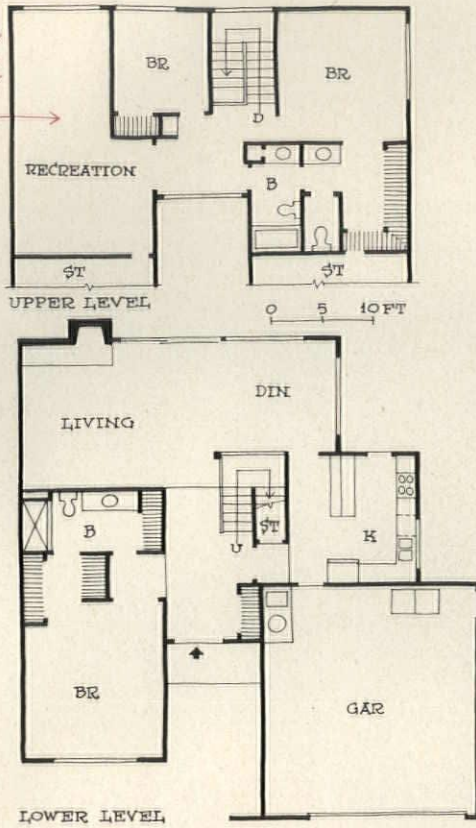 BR
BR
D
RECREATION
B
ST
ST
UPPER LEVEL
0 5 10 FT
DIN
LIVING
B
ST
U
K
BR
GAR
LOWER LEVEL